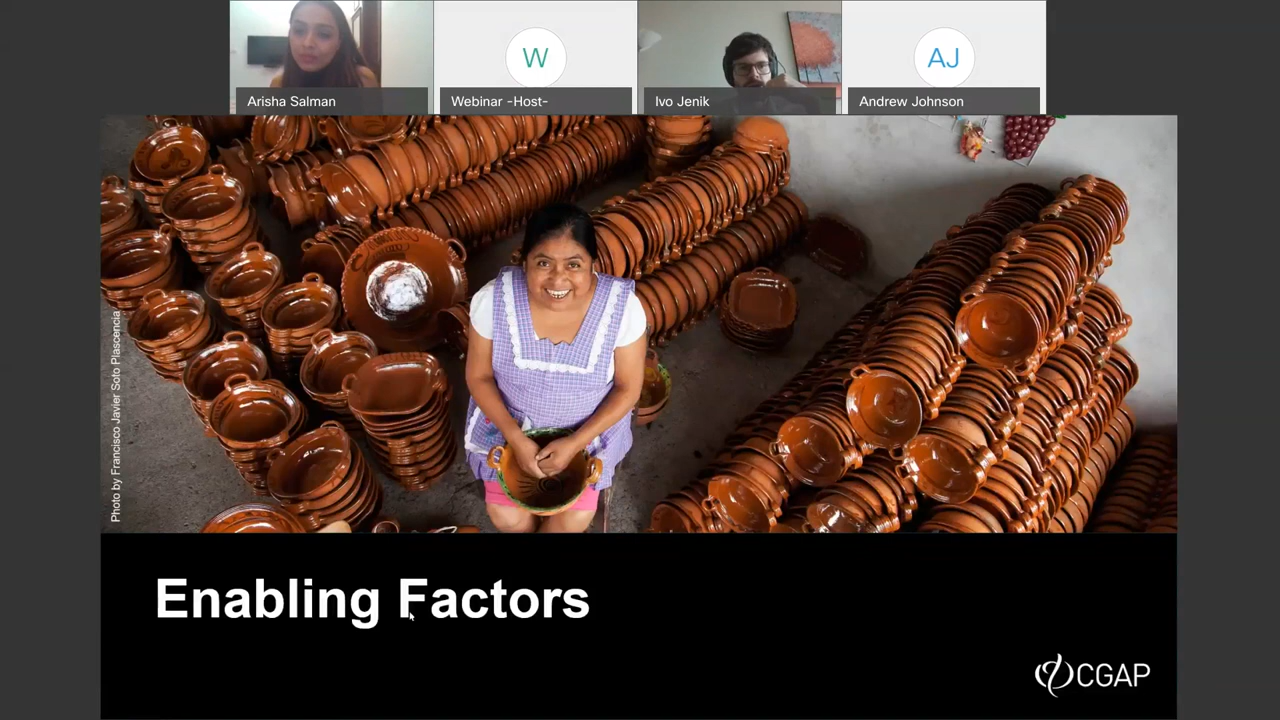 W
AJ
Arisha Salman
Webinar -Host-
Ivo Jenik
Andrew Johnson
Photo by Francisco Javier Soto Plascencia
Enabling Factors
CGAP